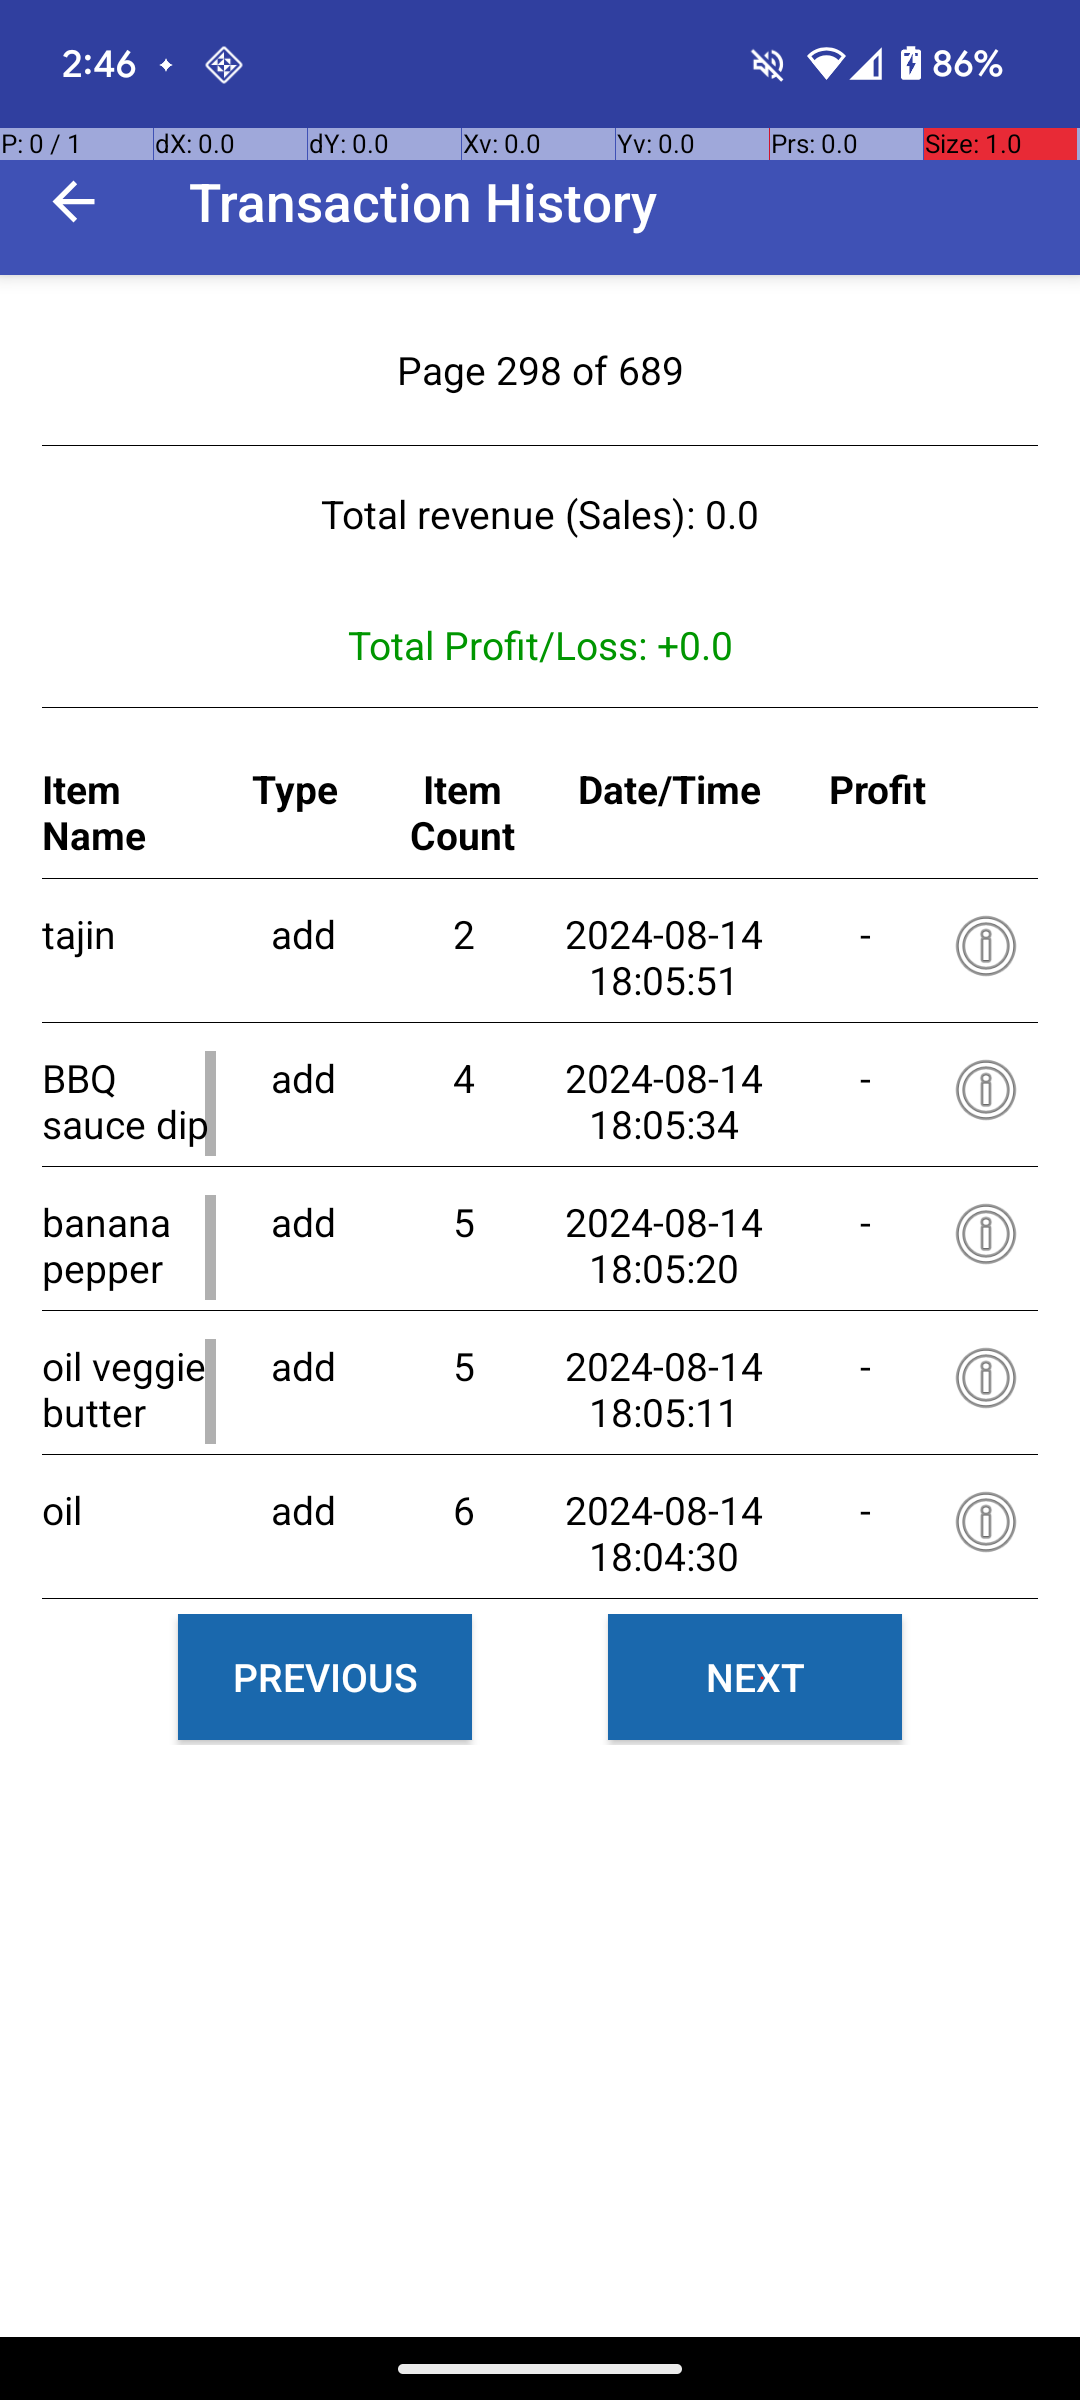 2:46
86%
P: 0 / 1 dX: 0.0 dY: 0.0 Xv: 0.0 Yv: 0.0 Prs: 0.0 Size: 1.0
Transaction History
Page 298 of 689
Total revenue (Sales): 0.0
Total Profit/Loss: +0.0
Item Name Type Item Count Date/Time Profit
tajin add 2 2024-08-14 18:05:51 -
BBQ sauce dip add 4 2024-08-14 18:05:34 -
banana pepper add 5 2024-08-14 18:05:20 -
oil veggie butter add 5 2024-08-14 18:05:11 -
oil add 6 2024-08-14 18:04:30 -
PREVIOUS NEXT